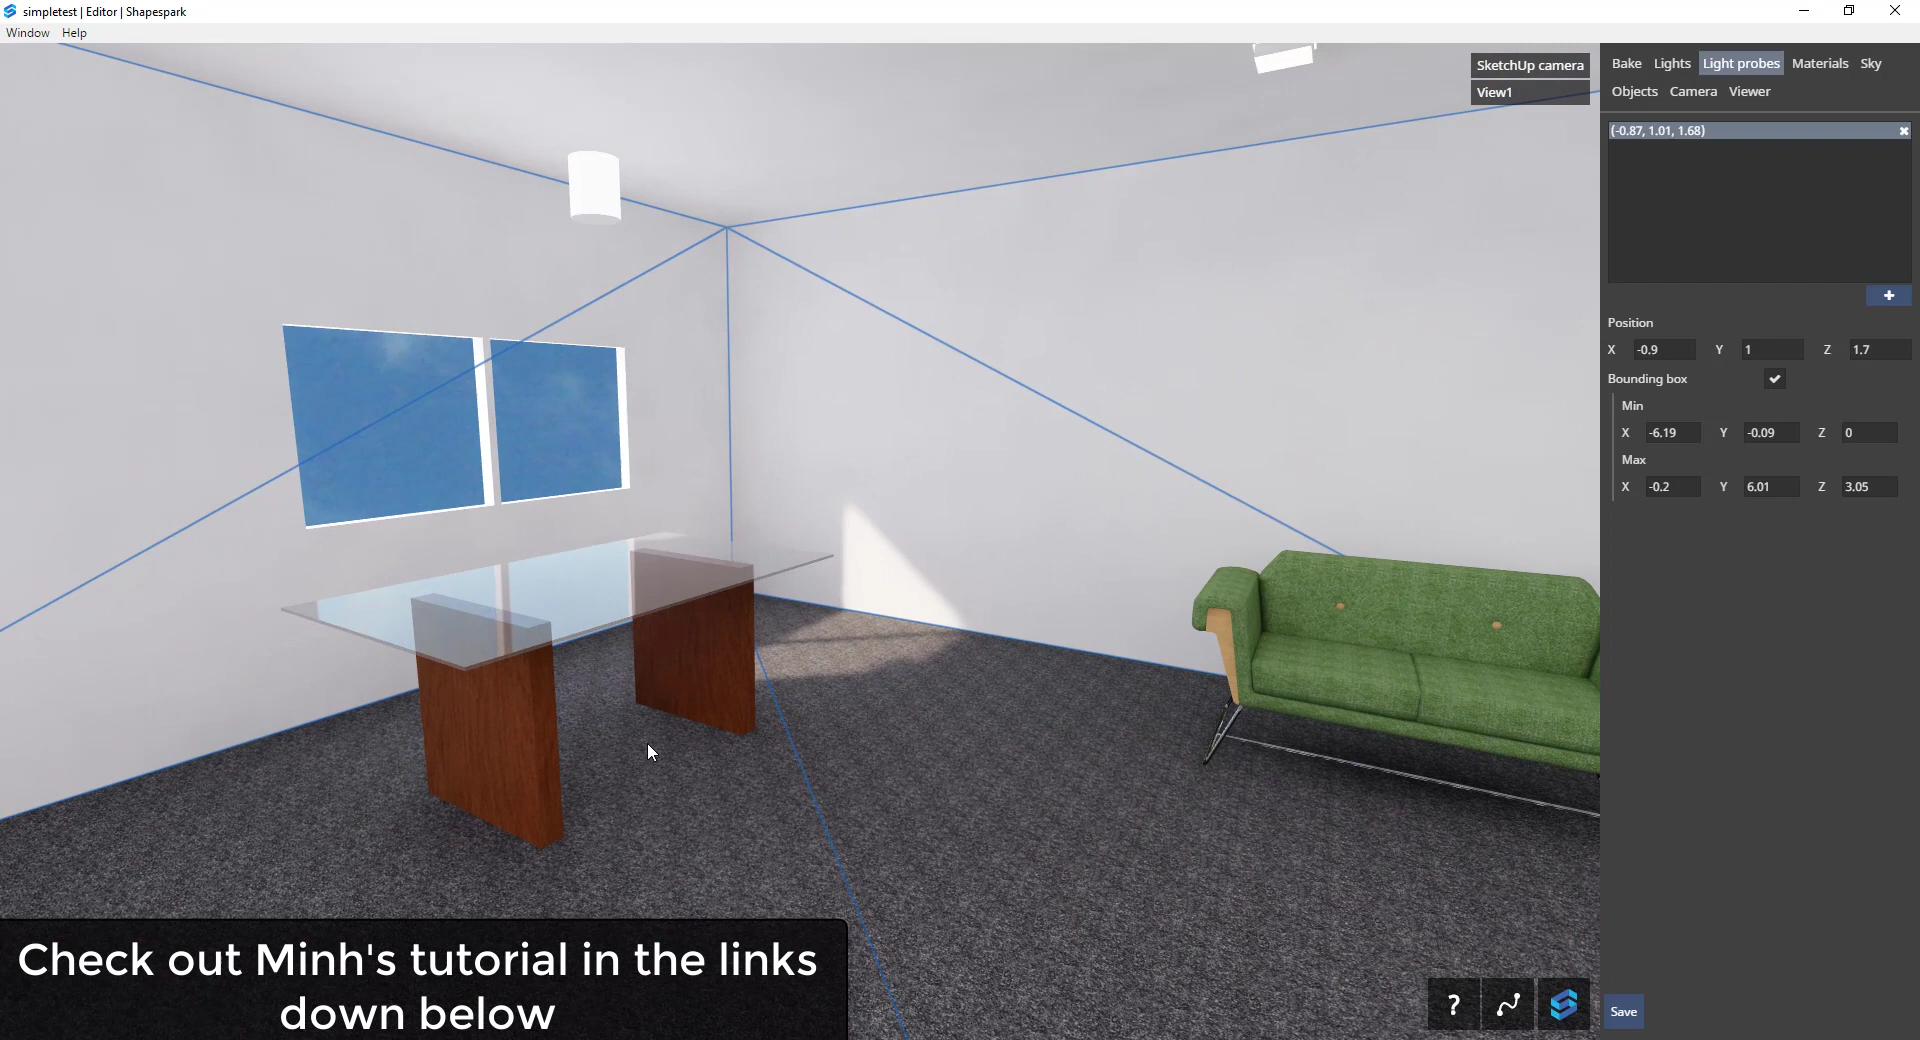 simpletest | Editor | Shapespark
Window Help
SketchUp camera
View1
Bake Lights Light probes Materials Sky
Objects Camera Viewer
(-0.87, 1.01, 1.68)
Position
X -0.9 Y 1 Z 1.7
Bounding box
Min
X -6.19 Y -0.09 Z 0
Max
X -0.2 Y 6.01 Z 3.05
Check out Minh's tutorial in the links
down below
?
Save